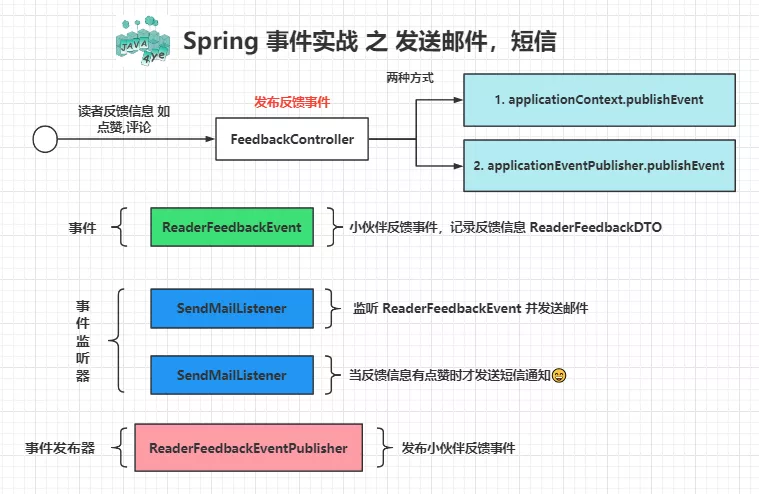 JAVA
4ye
Spring 事件实战 之 发送邮件，短信
两种方式
读者反馈信息 如
点赞,评论
发布反馈事件
FeedbackController
1. applicationContext.publishEvent
2. applicationEventPublisher.publishEvent
事件
ReaderFeedbackEvent
小伙伴反馈事件，记录反馈信息 ReaderFeedbackDTO
事件监听器
SendMailListener
监听 ReaderFeedbackEvent 并发送邮件
SendMailListener
当反馈信息有点赞时才发送短信通知😄
事件发布器
ReaderFeedbackEventPublisher
发布小伙伴反馈事件